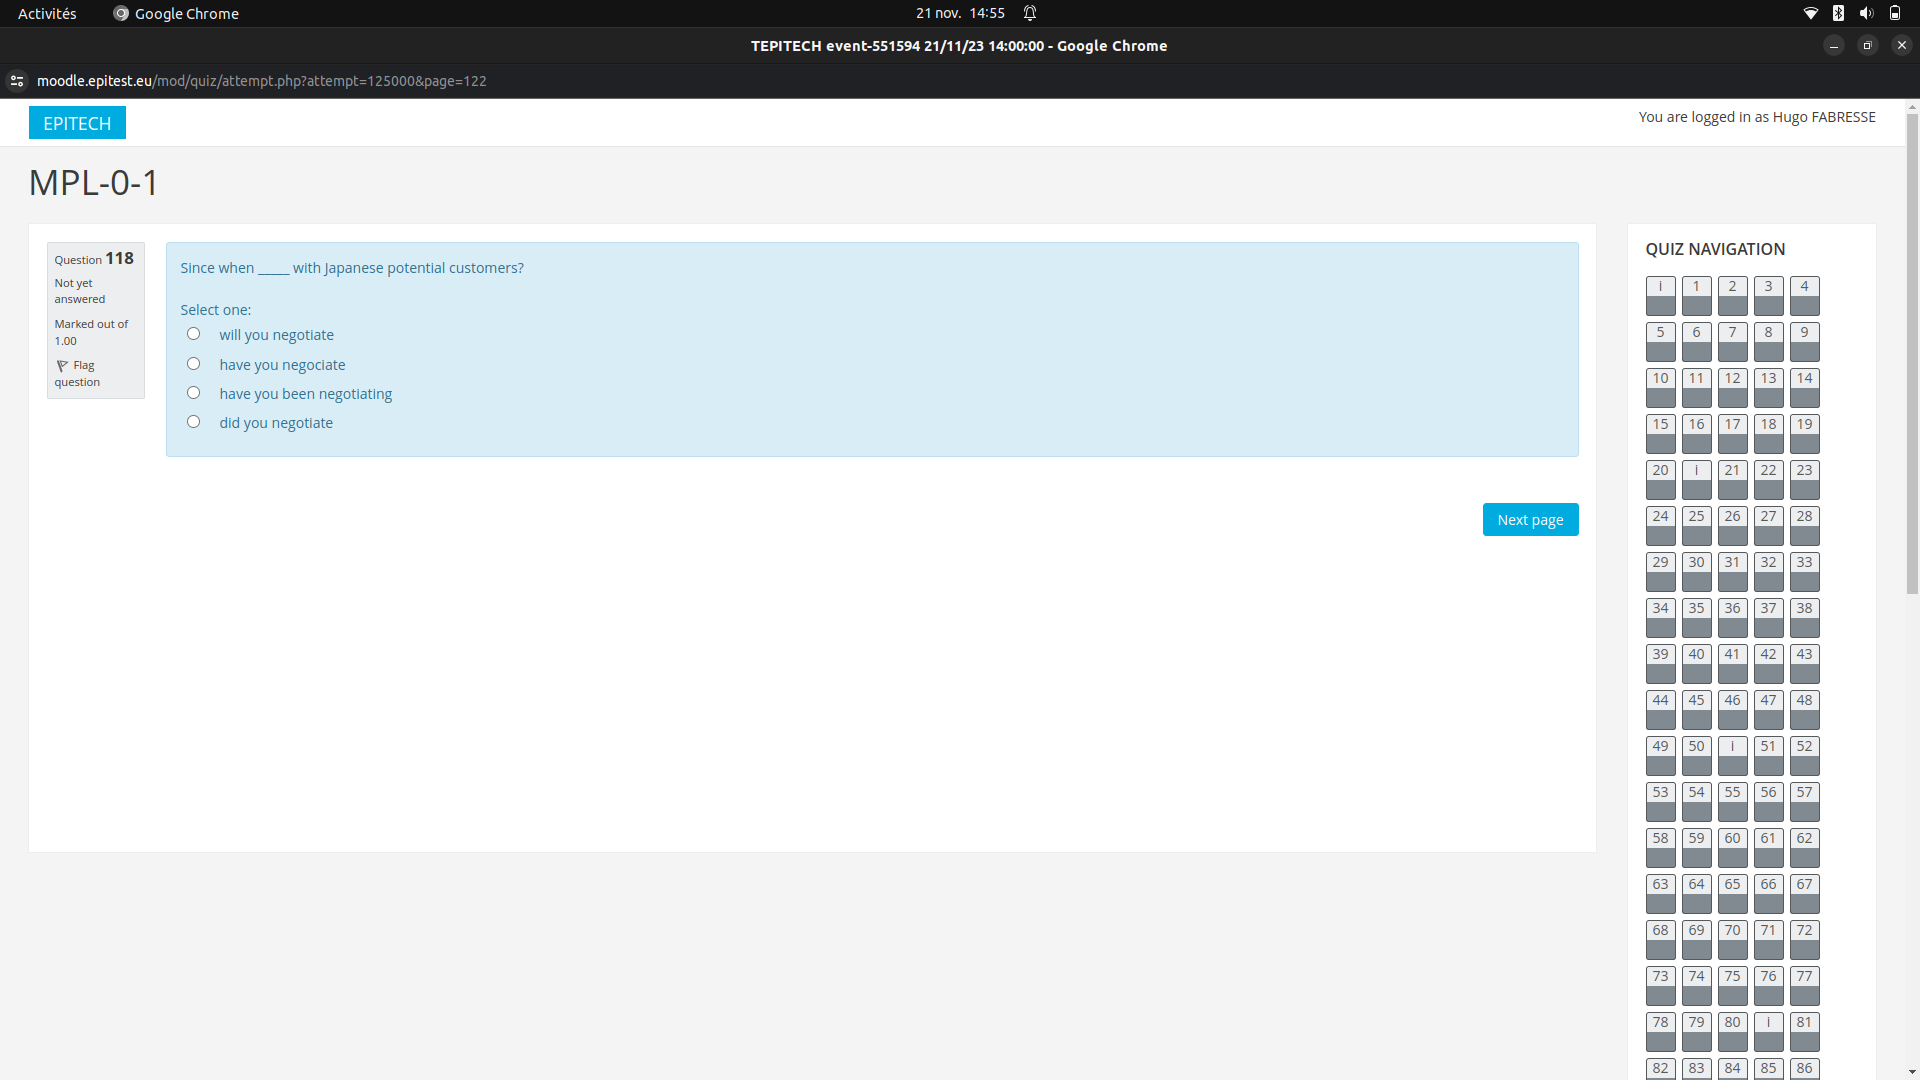 Activités Google Chrome 21 nov. 14:55
TEPITECH event-551594 21/11/23 14:00:00 - Google Chrome
moodle.epitest.eu/mod/quiz/attempt.php?attempt=125000&page=122
EPITECH
You are logged in as Hugo FABRESSE
MPL-0-1
Question 118
Not yet
answered
Marked out of
1.00
Flag
question
Since when _____ with Japanese potential customers?
Select one:
will you negotiate
have you negociate
have you been negotiating
did you negotiate
Next page
QUIZ NAVIGATION
i 1 2 3 4
5 6 7 8 9
10 11 12 13 14
15 16 17 18 19
20 i 21 22 23
24 25 26 27 28
29 30 31 32 33
34 35 36 37 38
39 40 41 42 43
44 45 46 47 48
49 50 i 51 52
53 54 55 56 57
58 59 60 61 62
63 64 65 66 67
68 69 70 71 72
73 74 75 76 77
78 79 80 i 81
82 83 84 85 86